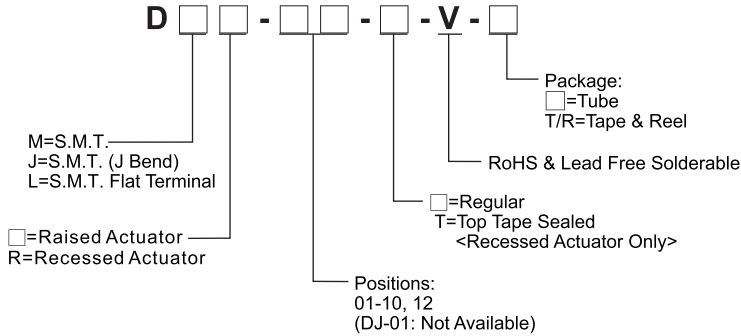 D □ □ - □ □ - □ - V - □
Package:
□=Tube
T/R=Tape & Reel
M=S.M.T.
J=S.M.T. (J Bend)
L=S.M.T. Flat Terminal
RoHS & Lead Free Solderable
□=Regular
T=Top Tape Sealed
<Recessed Actuator Only>
□=Raised Actuator
R=Recessed Actuator
Positions:
01-10, 12
(DJ-01: Not Available)